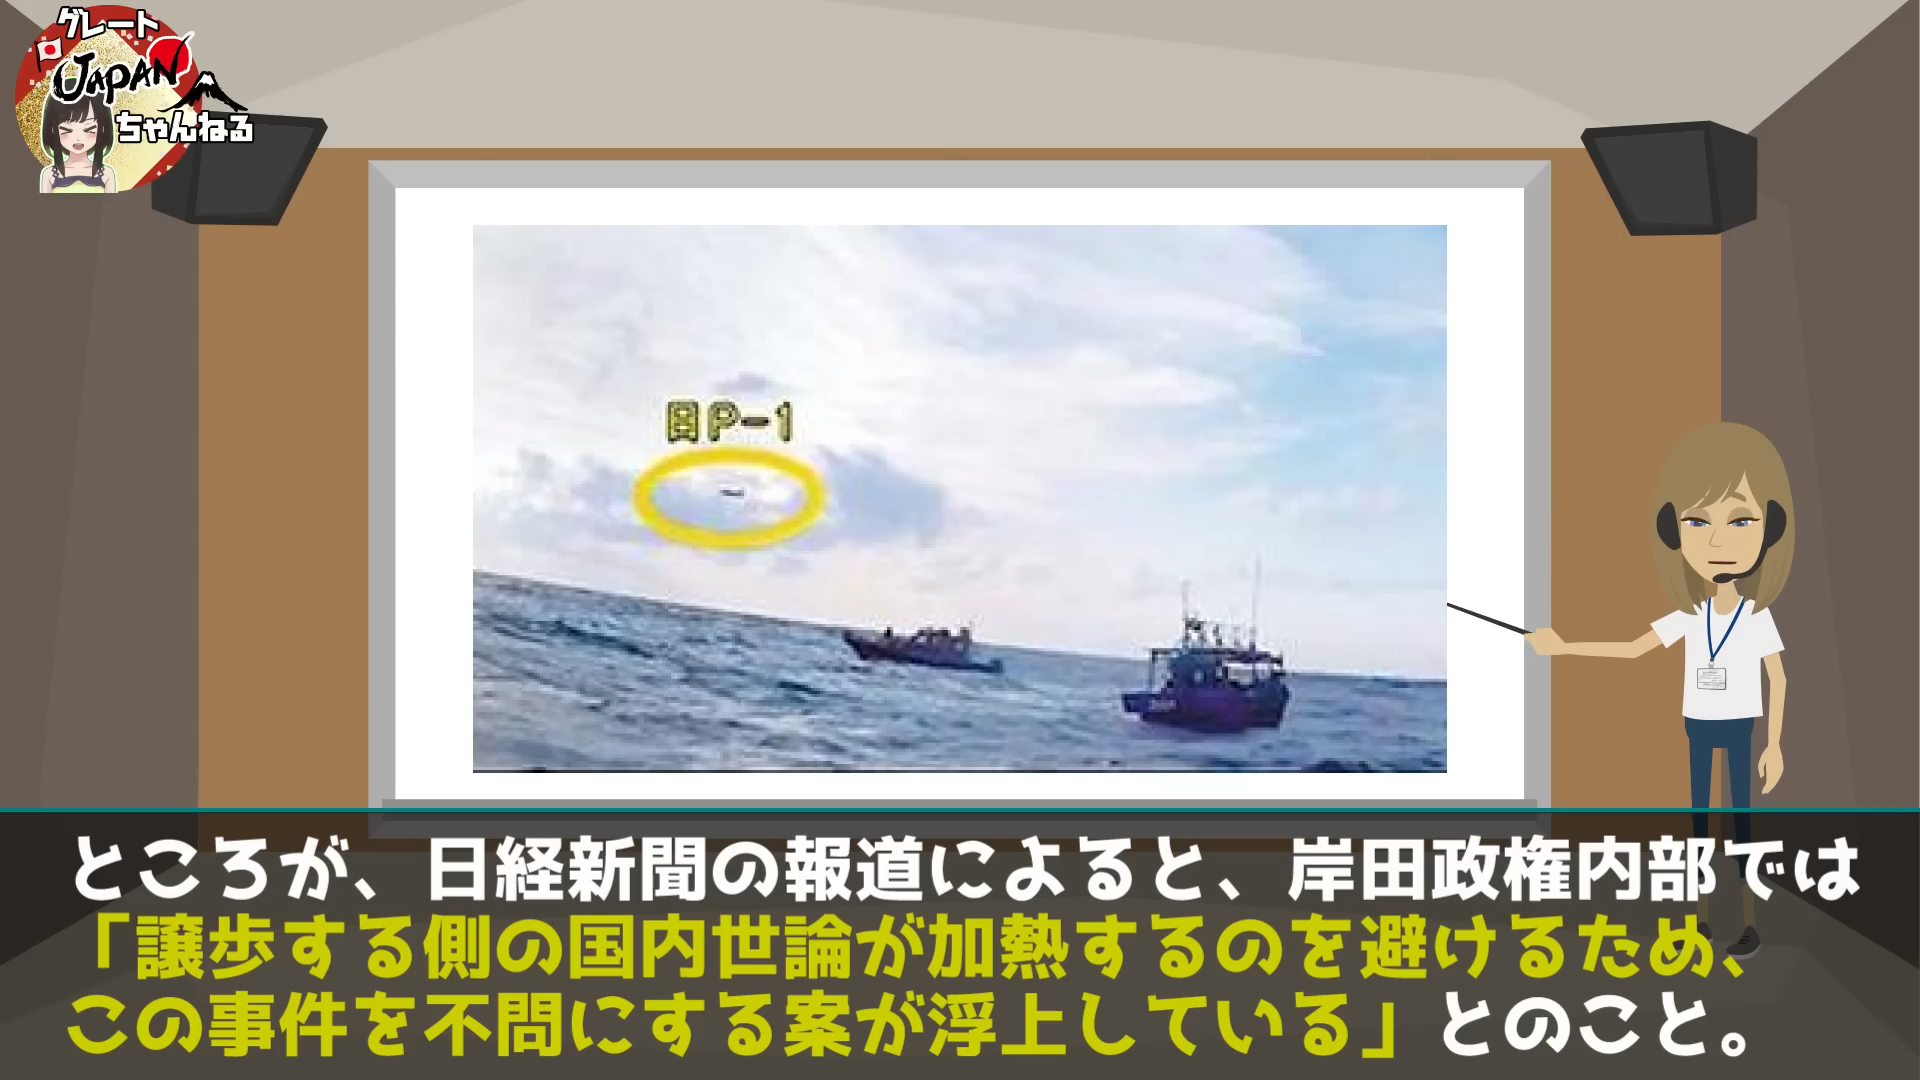 グレート
JAPAN
ちゃんねる
日P-1
ところが、日経新聞の報道によると、岸田政権内部では
「譲歩する側の国内世論が加熱するのを避けるため、
この事件を不問にする案が浮上している」とのこと。